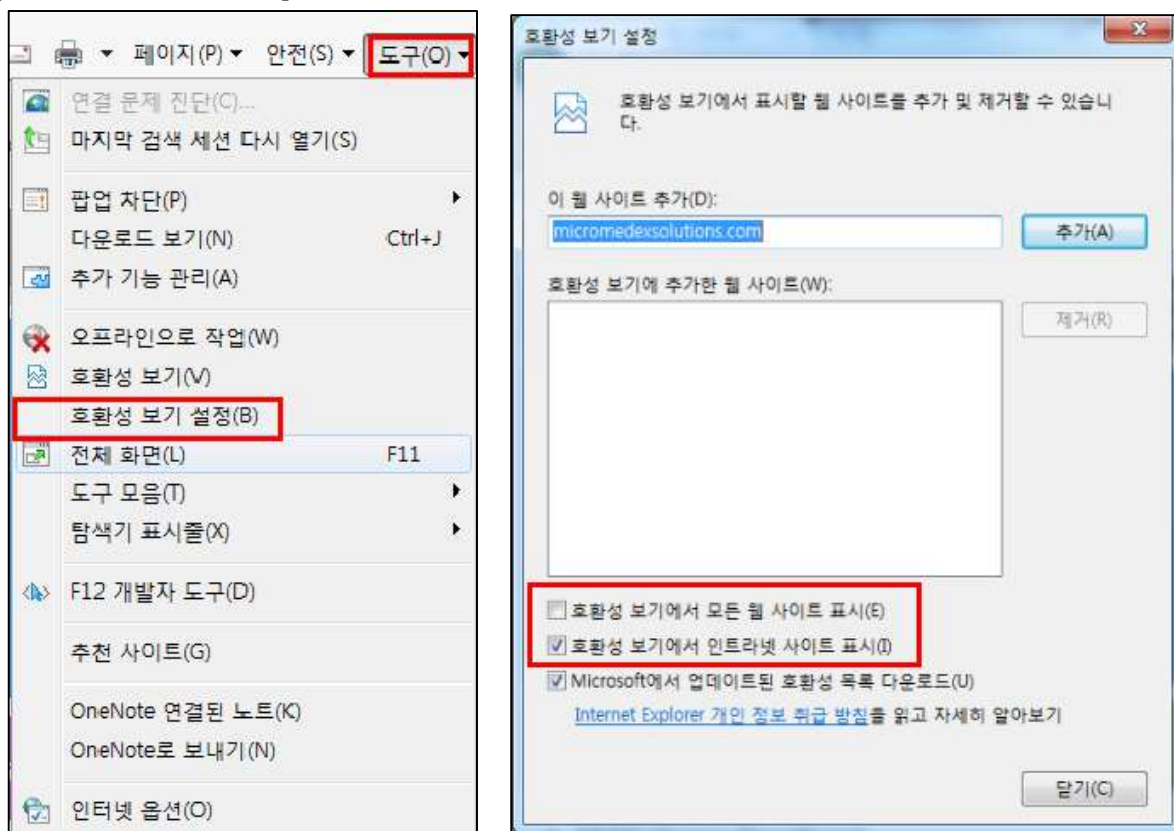 페이지(P) 안전(S) 도구(O)
연결 문제 진단(C)...
마지막 검색 세션 다시 열기(S)
팝업 차단(P)
다운로드 보기(N) Ctrl+J
추가 기능 관리(A)
오프라인으로 작업(W)
호환성 보기(V)
호환성 보기 설정(B)
전체 화면(L) F11
도구 모음(T)
탐색기 표시줄(X)
F12 개발자 도구(D)
추천 사이트(G)
OneNote 연결된 노트(K)
OneNote로 보내기(N)
인터넷 옵션(O)
호환성 보기 설정
호환성 보기에서 표시할 웹 사이트를 추가 및 제거할 수 있습니
다.
이 웹 사이트 추가(D):
micromedexsolutions.com 추가(A)
호환성 보기에 추가한 웹 사이트(W):
제거(R)
호환성 보기에서 모든 웹 사이트 표시(E)
호환성 보기에서 인트라넷 사이트 표시(I)
Microsoft에서 업데이트된 호환성 목록 다운로드(U)
Internet Explorer 개인 정보 취급 방침을 읽고 자세히 알아보기
닫기(C)